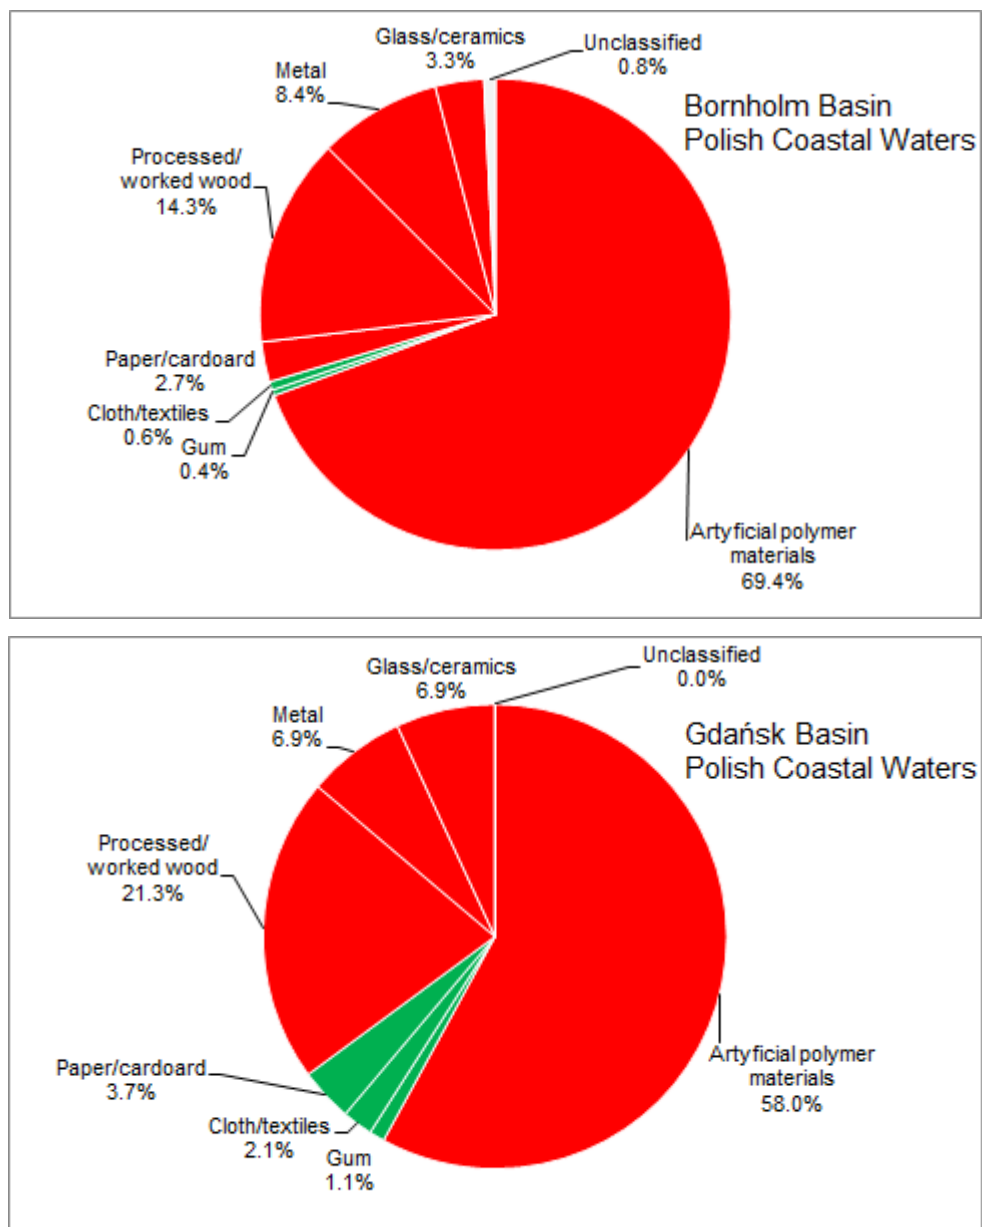 Glass/ceramics
3.3%
Unclassified
0.8%
Metal
8.4%
Bornholm Basin
Polish Coastal Waters
Processed/
worked wood
14.3%
Paper/cardoard
2.7%
Cloth/textiles
0.6%
Gum
0.4%
Artyficial polymer
materials
69.4%
Unclassified
0.0%
Glass/ceramics
6.9%
Metal
6.9%
Gdańsk Basin
Polish Coastal Waters
Processed/
worked wood
21.3%
Paper/cardoard
3.7%
Cloth/textiles
2.1%
Gum
1.1%
Artyficial polymer
materials
58.0%